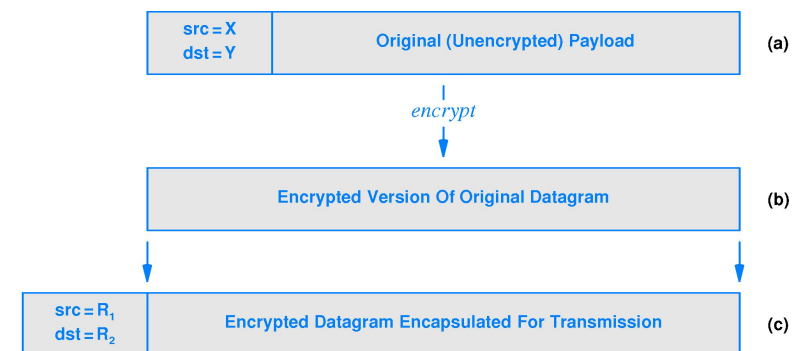 src = X
dst = Y
Original (Unencrypted) Payload
(a)
encrypt
Encrypted Version Of Original Datagram
(b)
src = R₁
dst = R₂
Encrypted Datagram Encapsulated For Transmission
(c)